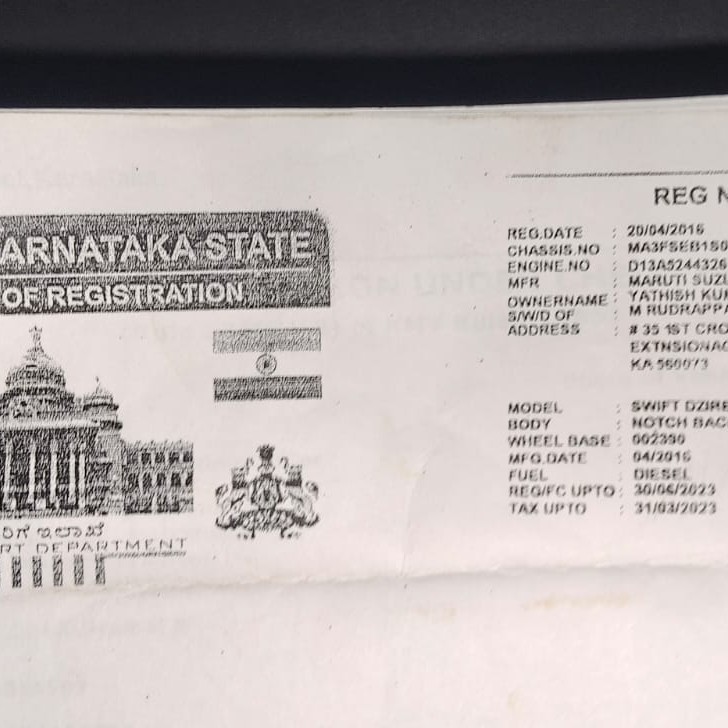 ARNATAKA STATE
OF REGISTRATION
ರಿಗೆ ಇಲಾಖೆ
RT DEPARTMENT
REG N
REG.DATE : 20/04/2016
CHASSIS.NO : MA3FSEB1S0
ENGINE.NO : D13A5244326
MFR : MARUTI SUZU
OWNERNAME : YATHISH KUM
S/W/D OF : M RUDRAPPA
ADDRESS : # 35 1ST CRO
EXTNSIONAG
KA 560073
MODEL : SWIFT DZIRE
BODY : NOTCH BAC
WHEEL BASE : 002390
MFG.DATE : 04/2016
FUEL : DIESEL
REG/FC UPTO : 30/06/2023
TAX UPTO : 31/03/2023